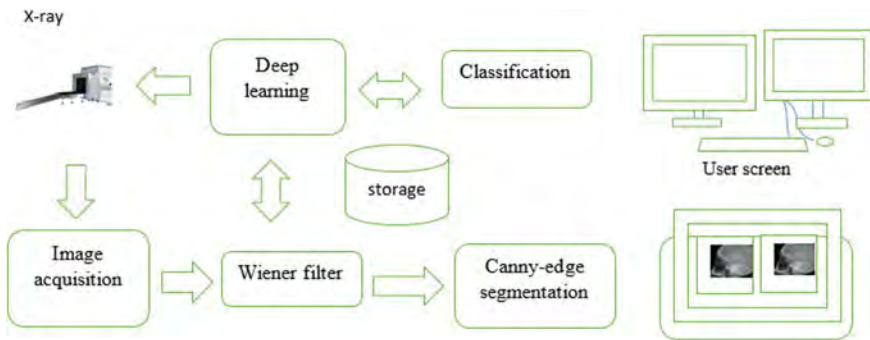 X-ray
Deep
learning
Classification
storage
User screen
Image
acquisition
Wiener filter
Canny-edge
segmentation